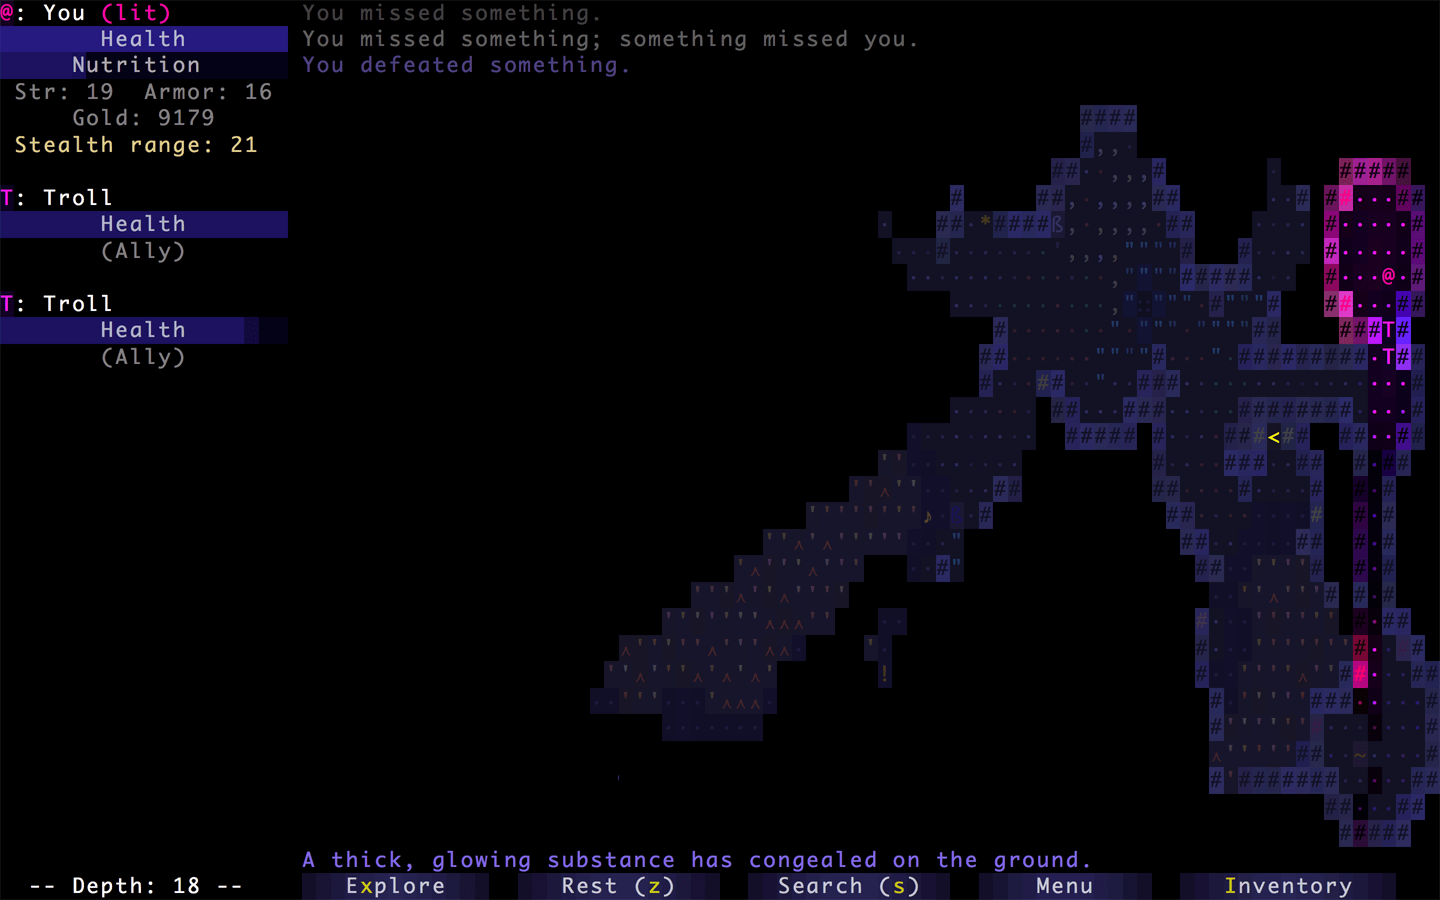 @: You (lit)
Health
Nutrition
Str: 19 Armor: 16
Gold: 9179
Stealth range: 21
T: Troll
Health
(Ally)
T: Troll
Health
(Ally)
You missed something.
You missed something; something missed you.
You defeated something.
A thick, glowing substance has congealed on the ground.
-- Depth: 18 --
Explore
Rest (z)
Search (s)
Menu
Inventory